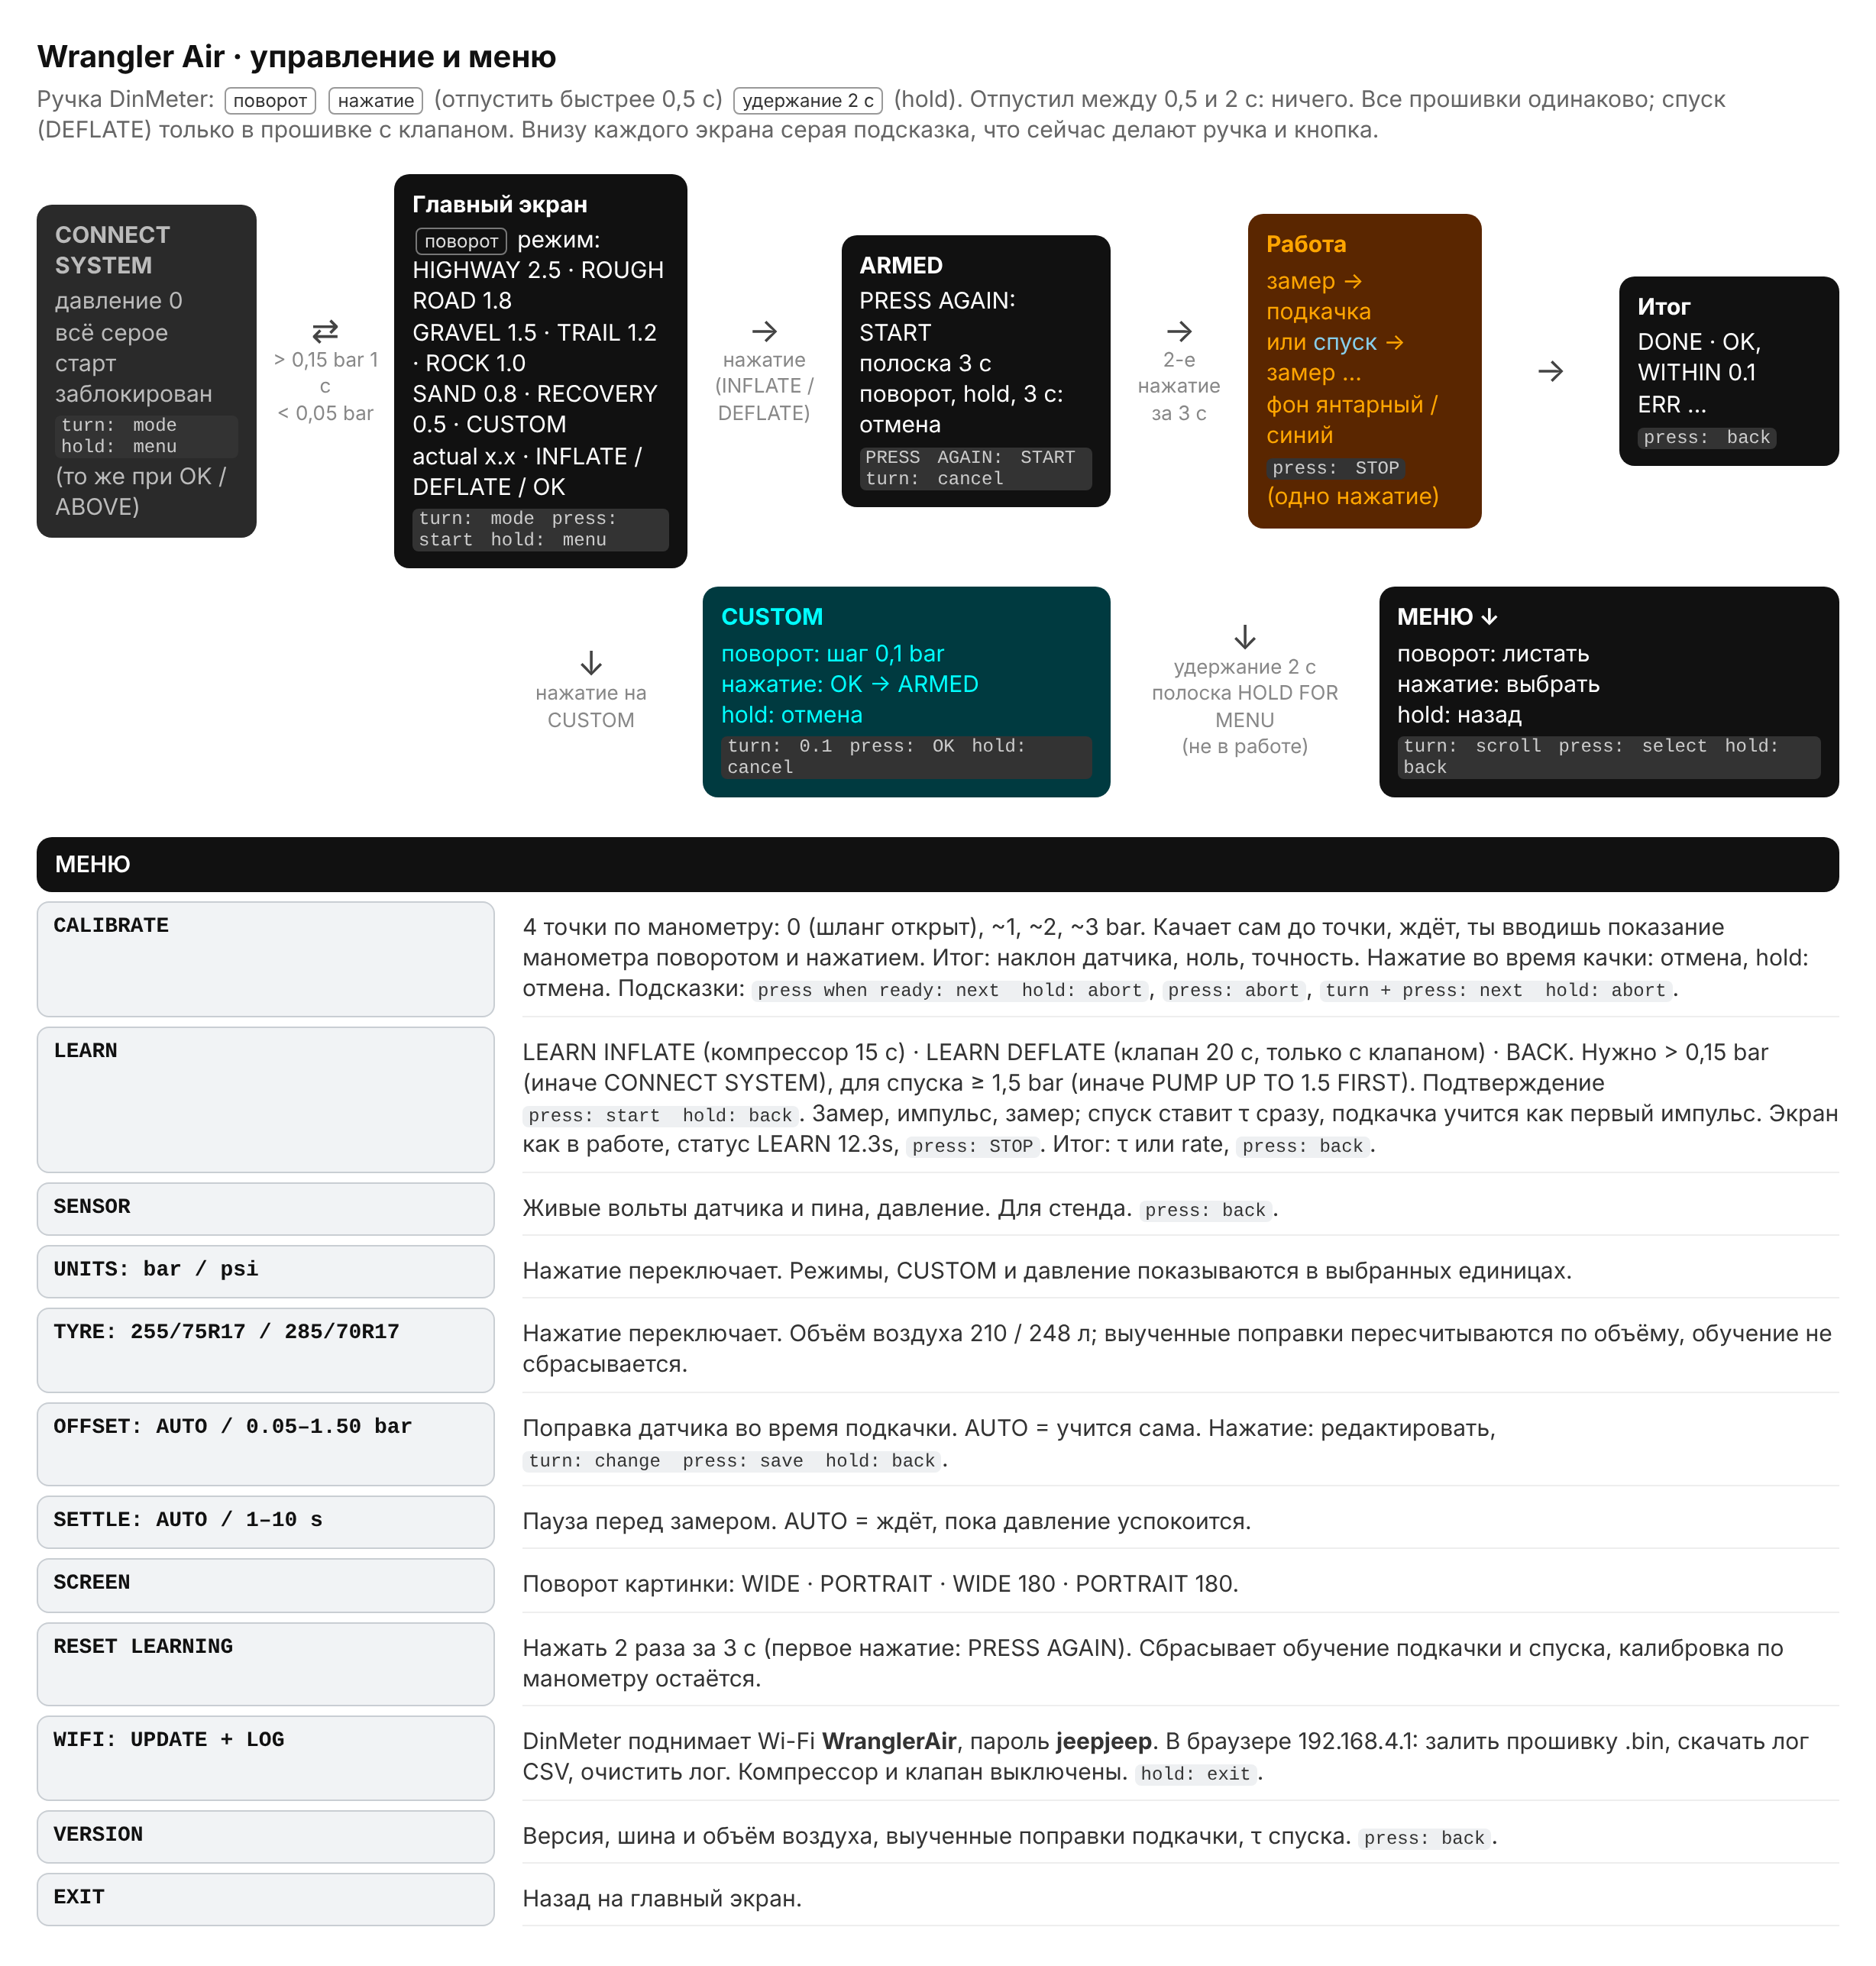 Wrangler Air · управление и меню
Ручка DinMeter: поворот нажатие (отпустить быстрее 0,5 с) удержание 2 с (hold). Отпустил между 0,5 и 2 с: ничего. Все прошивки одинаково; спуск
(DEFLATE) только в прошивке с клапаном. Внизу каждого экрана серая подсказка, что сейчас делают ручка и кнопка.
CONNECT
SYSTEM
давление 0
всё серое
старт
заблокирован
turn: mode
hold: menu
(то же при OK /
ABOVE)
⇄
> 0,15 bar 1
с
< 0,05 bar
Главный экран
поворот режим:
HIGHWAY 2.5 · ROUGH
ROAD 1.8
GRAVEL 1.5 · TRAIL 1.2
· ROCK 1.0
SAND 0.8 · RECOVERY
0.5 · CUSTOM
actual x.x · INFLATE /
DEFLATE / OK
turn: mode press:
start hold: menu
→
нажатие
(INFLATE /
DEFLATE)
ARMED
PRESS AGAIN:
START
полоска 3 с
поворот, hold, 3 с:
отмена
PRESS AGAIN: START
turn: cancel
→
2-е
нажатие
за 3 с
Работа
замер →
подкачка
или спуск →
замер ...
фон янтарный /
синий
press: STOP
(одно нажатие)
→
Итог
DONE · OK,
WITHIN 0.1
ERR ...
press: back
↓
нажатие на
CUSTOM
CUSTOM
поворот: шаг 0,1 bar
нажатие: OK → ARMED
hold: отмена
turn: 0.1 press: OK hold:
cancel
↓
удержание 2 с
полоска HOLD FOR
MENU
(не в работе)
МЕНЮ ↓
поворот: листать
нажатие: выбрать
hold: назад
turn: scroll press: select hold:
back
МЕНЮ
CALIBRATE
4 точки по манометру: 0 (шланг открыт), ~1, ~2, ~3 bar. Качает сам до точки, ждёт, ты вводишь показание
манометра поворотом и нажатием. Итог: наклон датчика, ноль, точность. Нажатие во время качки: отмена, hold:
отмена. Подсказки: press when ready: next hold: abort, press: abort, turn + press: next hold: abort.
LEARN
LEARN INFLATE (компрессор 15 с) · LEARN DEFLATE (клапан 20 с, только с клапаном) · BACK. Нужно > 0,15 bar
(иначе CONNECT SYSTEM), для спуска ≥ 1,5 bar (иначе PUMP UP TO 1.5 FIRST). Подтверждение
press: start hold: back. Замер, импульс, замер; спуск ставит τ сразу, подкачка учится как первый импульс. Экран
как в работе, статус LEARN 12.3s, press: STOP. Итог: τ или rate, press: back.
SENSOR
Живые вольты датчика и пина, давление. Для стенда. press: back.
UNITS: bar / psi
Нажатие переключает. Режимы, CUSTOM и давление показываются в выбранных единицах.
TYRE: 255/75R17 / 285/70R17
Нажатие переключает. Объём воздуха 210 / 248 л; выученные поправки пересчитываются по объёму, обучение не
сбрасывается.
OFFSET: AUTO / 0.05–1.50 bar
Поправка датчика во время подкачки. AUTO = учится сама. Нажатие: редактировать,
turn: change press: save hold: back.
SETTLE: AUTO / 1–10 s
Пауза перед замером. AUTO = ждёт, пока давление успокоится.
SCREEN
Поворот картинки: WIDE · PORTRAIT · WIDE 180 · PORTRAIT 180.
RESET LEARNING
Нажать 2 раза за 3 с (первое нажатие: PRESS AGAIN). Сбрасывает обучение подкачки и спуска, калибровка по
манометру остаётся.
WIFI: UPDATE + LOG
DinMeter поднимает Wi-Fi WranglerAir, пароль jeepjeep. В браузере 192.168.4.1: залить прошивку .bin, скачать лог
CSV, очистить лог. Компрессор и клапан выключены. hold: exit.
VERSION
Версия, шина и объём воздуха, выученные поправки подкачки, τ спуска. press: back.
EXIT
Назад на главный экран.